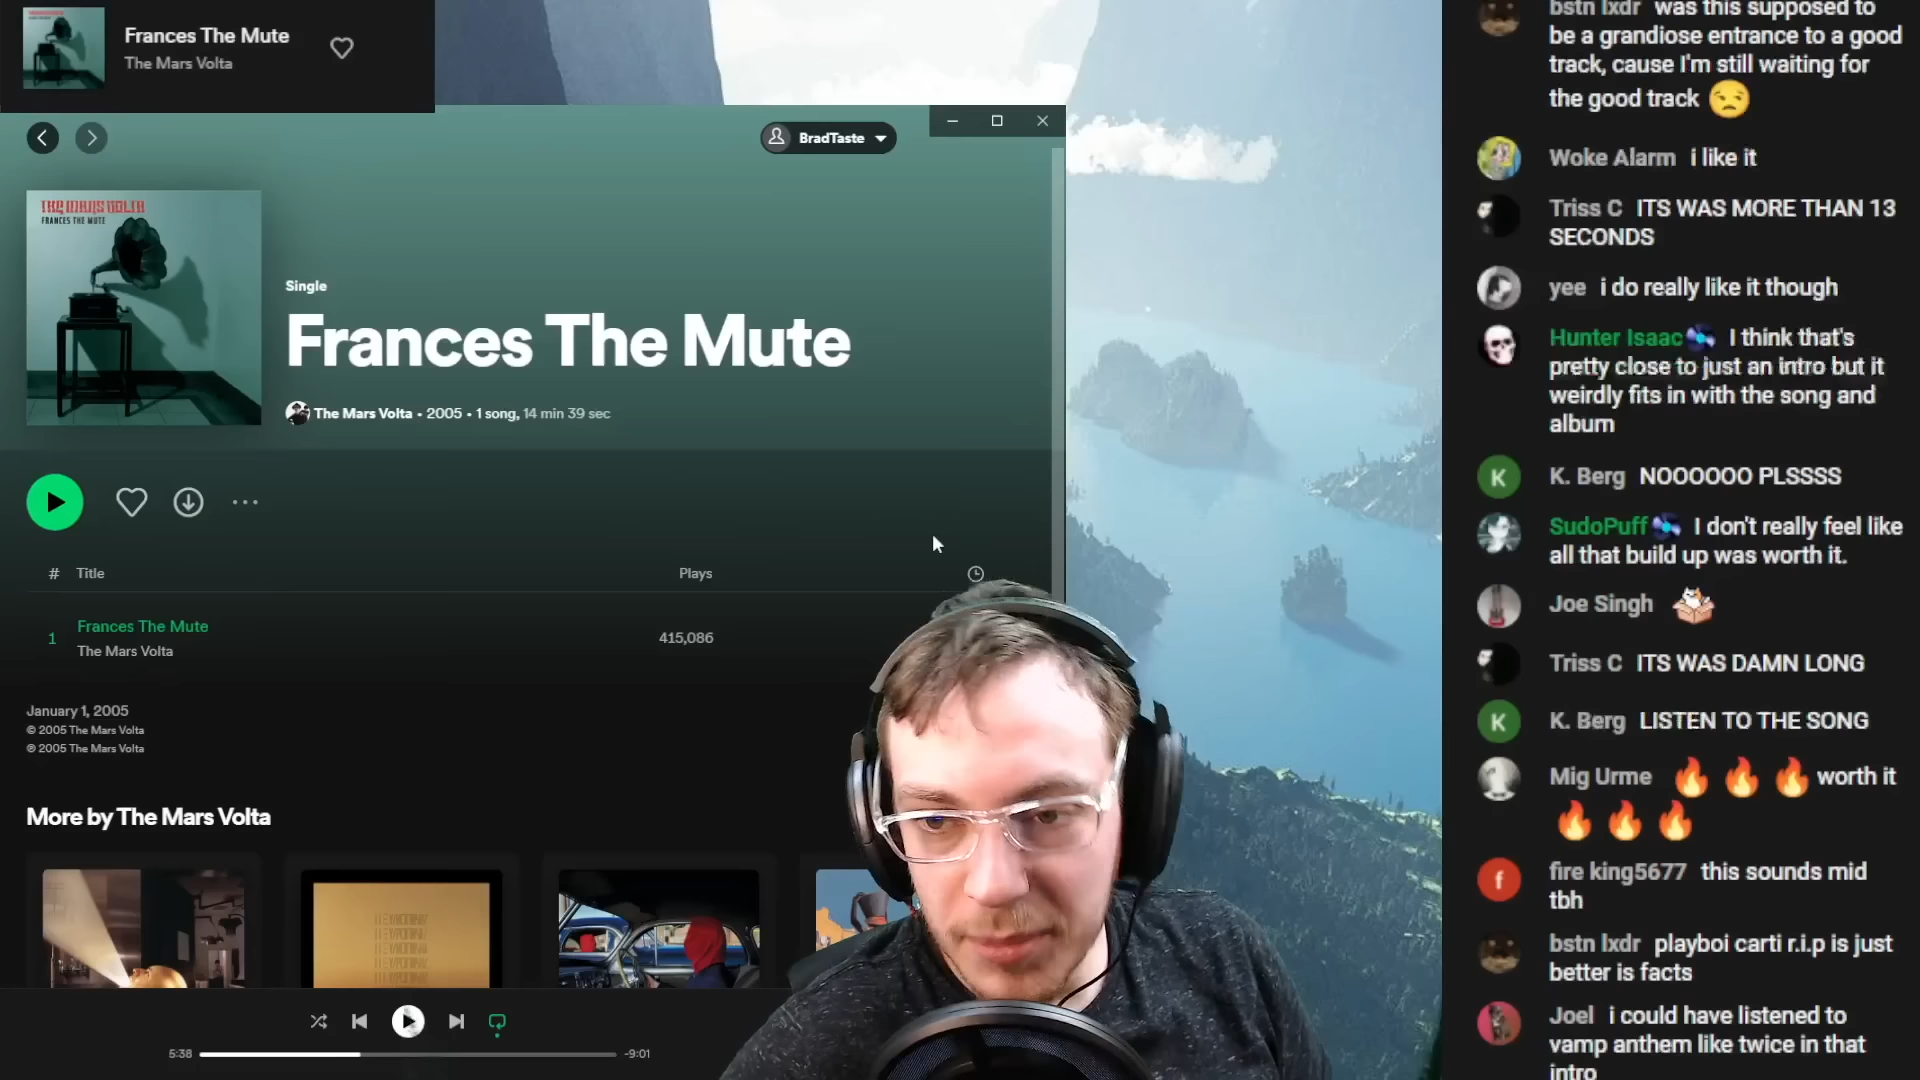 Frances The Mute
The Mars Volta
BradTaste
THE MARS VOLTA
FRANCES THE MUTE
Single
Frances The Mute
The Mars Volta • 2005 • 1 song, 14 min 39 sec
# Title Plays
1 Frances The Mute 415,086
The Mars Volta
January 1, 2005
© 2005 The Mars Volta
℗ 2005 The Mars Volta
More by The Mars Volta
5:38 -9:01
bstn lxdr was this supposed to
be a grandiose entrance to a good
track, cause I'm still waiting for
the good track 😒
Woke Alarm i like it
Triss C ITS WAS MORE THAN 13
SECONDS
yee i do really like it though
Hunter Isaac I think that's
pretty close to just an intro but it
weirdly fits in with the song and
album
K
K. Berg NOOOOOO PLSSSS
SudoPuff I don't really feel like
all that build up was worth it.
Joe Singh
Triss C ITS WAS DAMN LONG
K
K. Berg LISTEN TO THE SONG
Mig Urme 🔥 🔥 🔥 worth it
🔥 🔥 🔥
f
fire king5677 this sounds mid
tbh
bstn lxdr playboi carti r.i.p is just
better is facts
Joel i could have listened to
vamp anthem like twice in that
intro